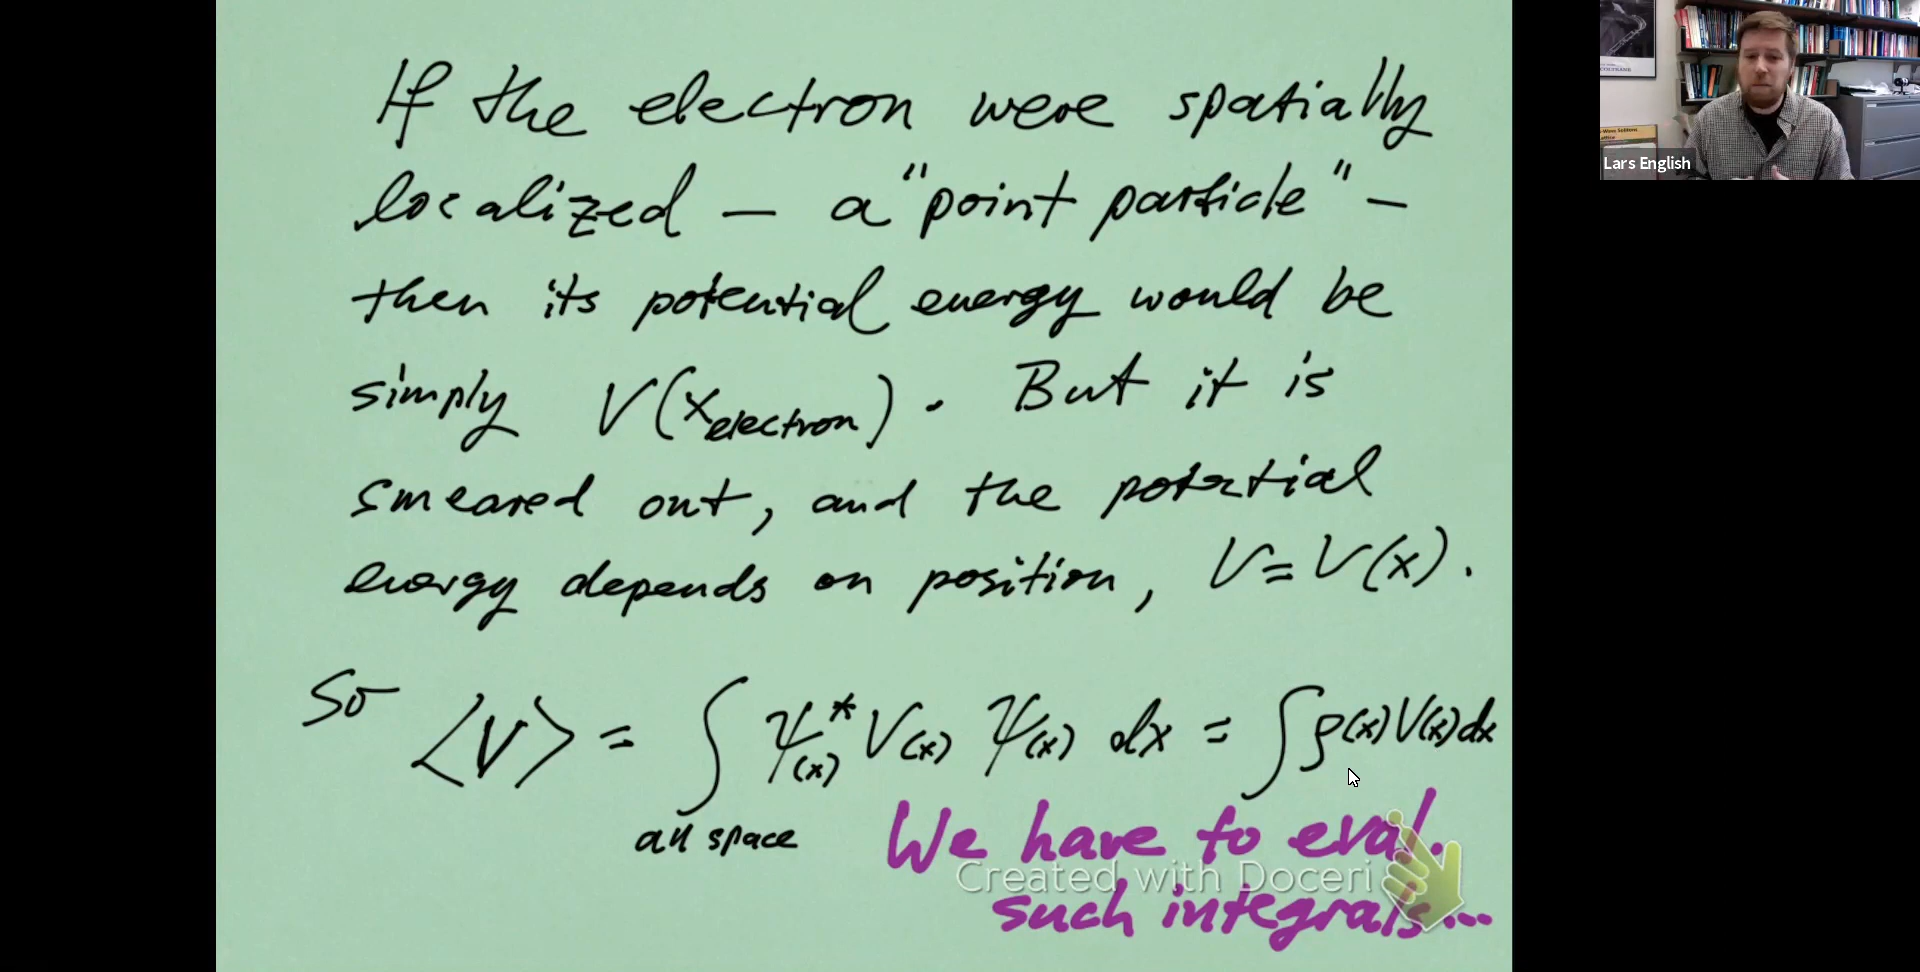 If the electron were spatially
localized — a "point particle" —
then its potential energy would be
simply V(x_electron). But it is
smeared out, and the potential
energy depends on position, V = V(x).
So ⟨V⟩ = ∫ ψ*(x) V(x) ψ(x) dx = ∫ρ(x)V(x)dx
all space
We have to eval.
Created with Doceri
such integrals...
Lars English